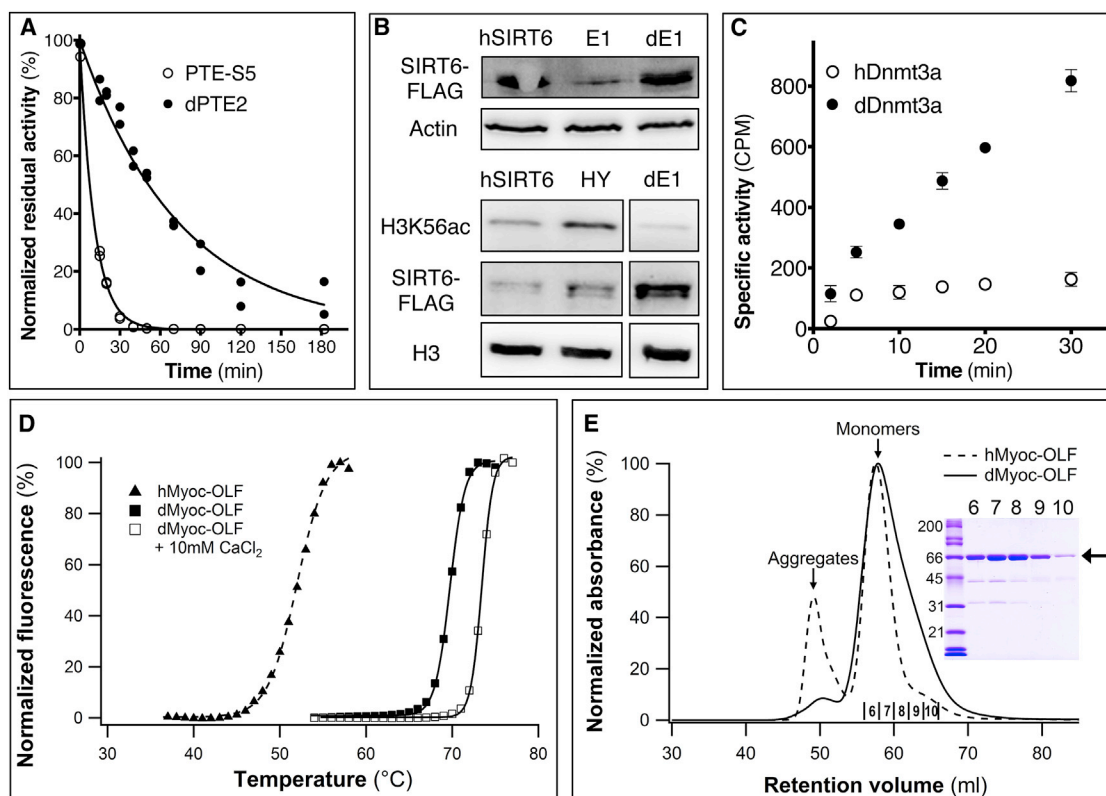 A
Normalized residual activity (%)
100
80
60
40
20
0
PTE-S5
dPTE2
0 30 60 90 120 150 180
Time (min)
B
hSIRT6 E1 dE1
SIRT6-
FLAG
Actin
hSIRT6 HY dE1
H3K56ac
SIRT6-
FLAG
H3
C
Specific activity (CPM)
800
600
400
200
0
hDnmt3a
dDnmt3a
0 10 20 30
Time (min)
D
Normalized fluorescence (%)
100
80
60
40
20
0
hMyoc-OLF
dMyoc-OLF
dMyoc-OLF
+ 10mM CaCl2
30 40 50 60 70 80
Temperature (°C)
E
Normalized absorbance (%)
100
80
60
40
20
0
Monomers
Aggregates
hMyoc-OLF
dMyoc-OLF
6 7 8 9 10
200
66
45
31
21
6 7 8 9 10
30 40 50 60 70 80
Retention volume (ml)